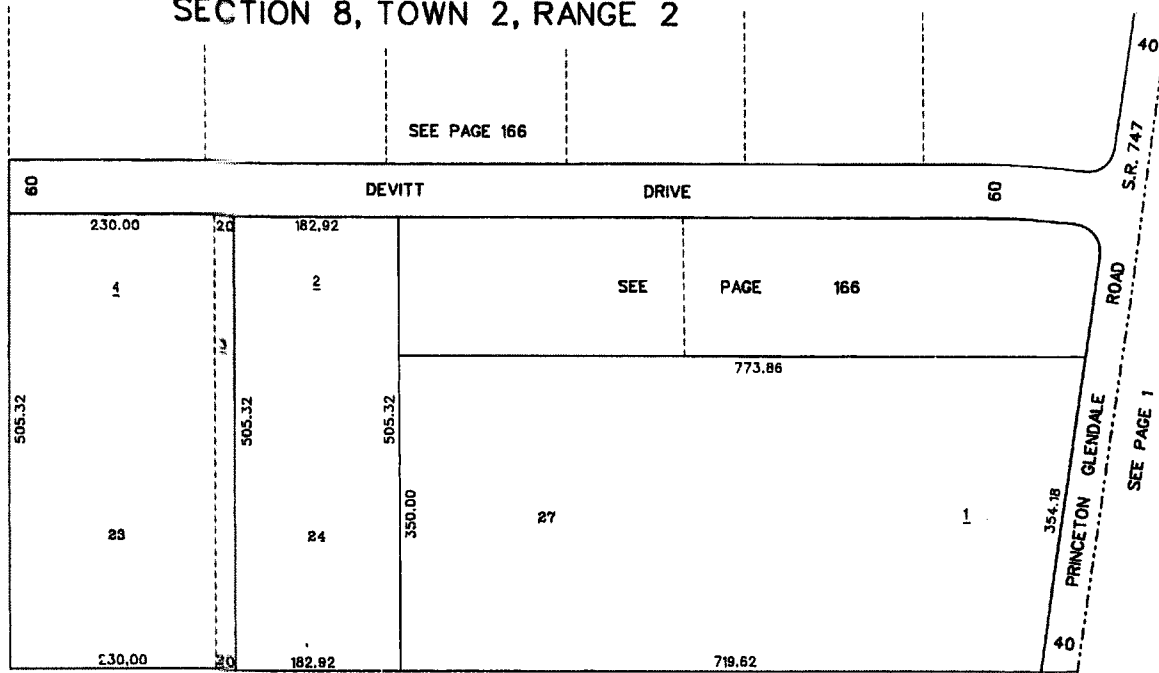 SECTION 8, TOWN 2, RANGE 2
40
SEE PAGE 166
S.R. 747
60
DEVITT DRIVE
60
230.00
20
182.92
4
2
SEE PAGE 166
ROAD
773.86
505.32
505.32
505.32
350.00
PRINCETON GLENDALE
SEE PAGE 1
354.18
23
24
27
1
40
230.00
20
182.92
719.62